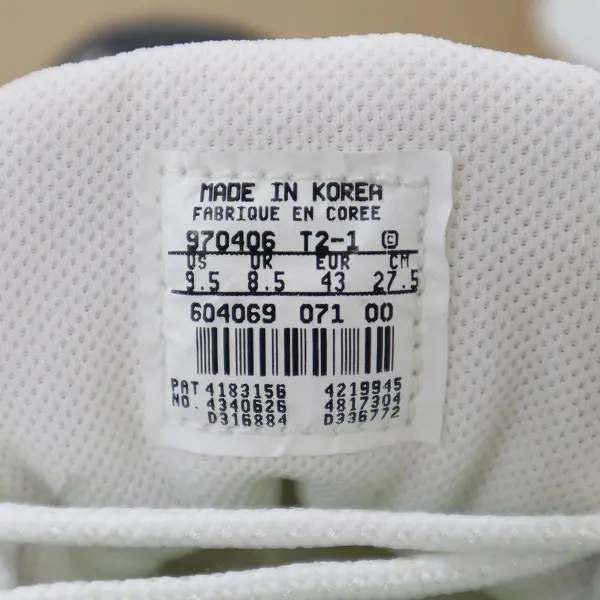 MADE IN KOREA
FABRIQUE EN COREE
970406 T2-1 Ⓔ
US UK EUR CM
9.5 8.5 43 27.5
604069 071 00
PAT 4183156 4219945
NO. 4340626 4817304
D316884 D336772